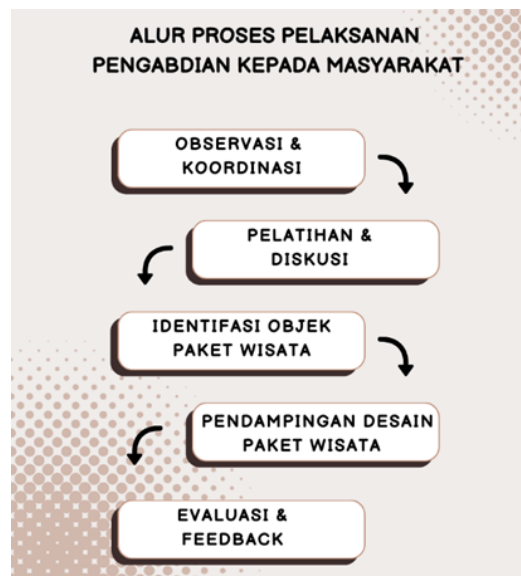 ALUR PROSES PELAKSANAN
PENGABDIAN KEPADA MASYARAKAT
OBSERVASI &
KOORDINASI
PELATIHAN &
DISKUSI
IDENTIFASI OBJEK
PAKET WISATA
PENDAMPINGAN DESAIN
PAKET WISATA
EVALUASI &
FEEDBACK